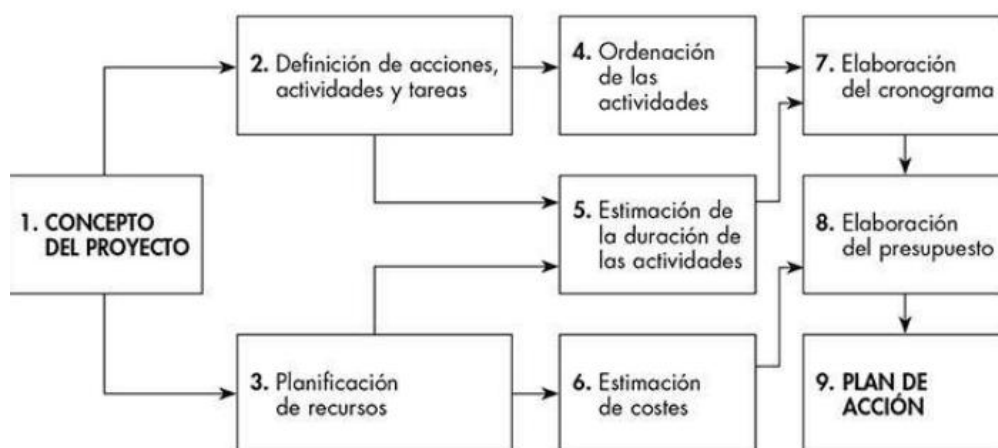 1. CONCEPTO
DEL PROYECTO
2. Definición de acciones,
actividades y tareas
3. Planificación
de recursos
4. Ordenación
de las
actividades
5. Estimación de
la duración de
las actividades
6. Estimación
de costes
7. Elaboración
del cronograma
8. Elaboración
del presupuesto
9. PLAN DE
ACCIÓN